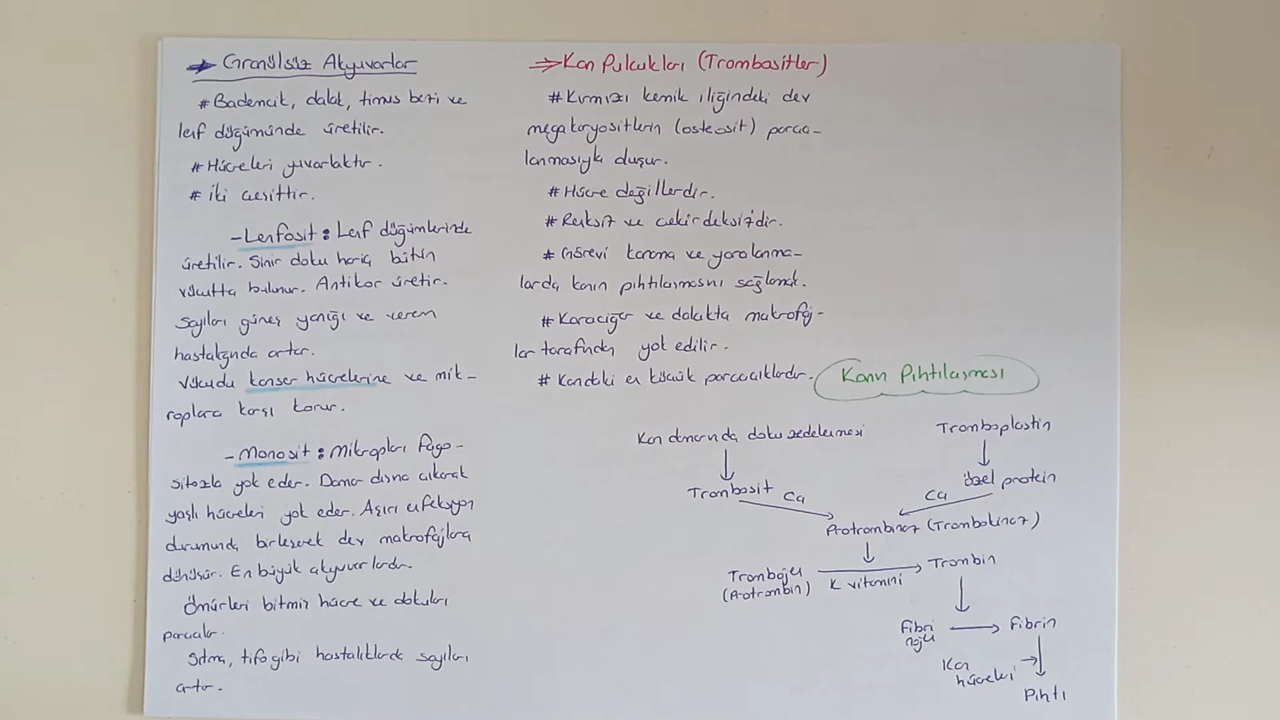 → Granülsüz Akyuvarlar
# Bademcik, dalak, timus bezi ve
lenf düğümünde üretilir.
# Hücreleri yuvarlaktır.
# İki çeşittir.
- Lenfosit : Lenf düğümlerinde
üretilir. Sinir doku hariç bütün
vücutta bulunur. Antikor üretir.
Sayıları güneş yanığı ve verem
hastalığında artar.
Vücudu kanser hücrelerine ve mik-
roplara karşı korur.
- Monosit : Mikropları fago-
sitozla yok eder. Damar dışına çıkarak
yaşlı hücreleri yok eder. Aşırı enfeksiyon
durumunda birleşerek dev makrofajlara
dönüşür. En büyük akyuvarlardır.
Ömürleri bitmiş hücre ve dokuları
parçalar.
Sıtma, tifo gibi hastalıklarda sayıları
artar.
⇒ Kan Pulcukları (Trombositler)
# Kırmızı kemik iliğindeki dev
megakaryositlerin (osteosit) parça-
lanmasıyla oluşur.
# Hücre değillerdir.
# Renksiz ve çekirdeksizdir.
# Görevi kanama ve yaralanma-
larda kanın pıhtılaşmasını sağlamak.
# Karaciğer ve dalakta makrofaj-
lar tarafından yok edilir.
# Kandaki en küçük parçacıklardır.
Kanın Pıhtılaşması
Kan damarında doku zedelenmesi
Tromboplastin
Trombosit
Ca
özel protein
Ca
Protrombinaz (Trombokinaz)
Trombojen
(Protrombin)
K vitamini
Trombin
Fibri
nojen
Fibrin
Kan
hücreleri
Pıhtı